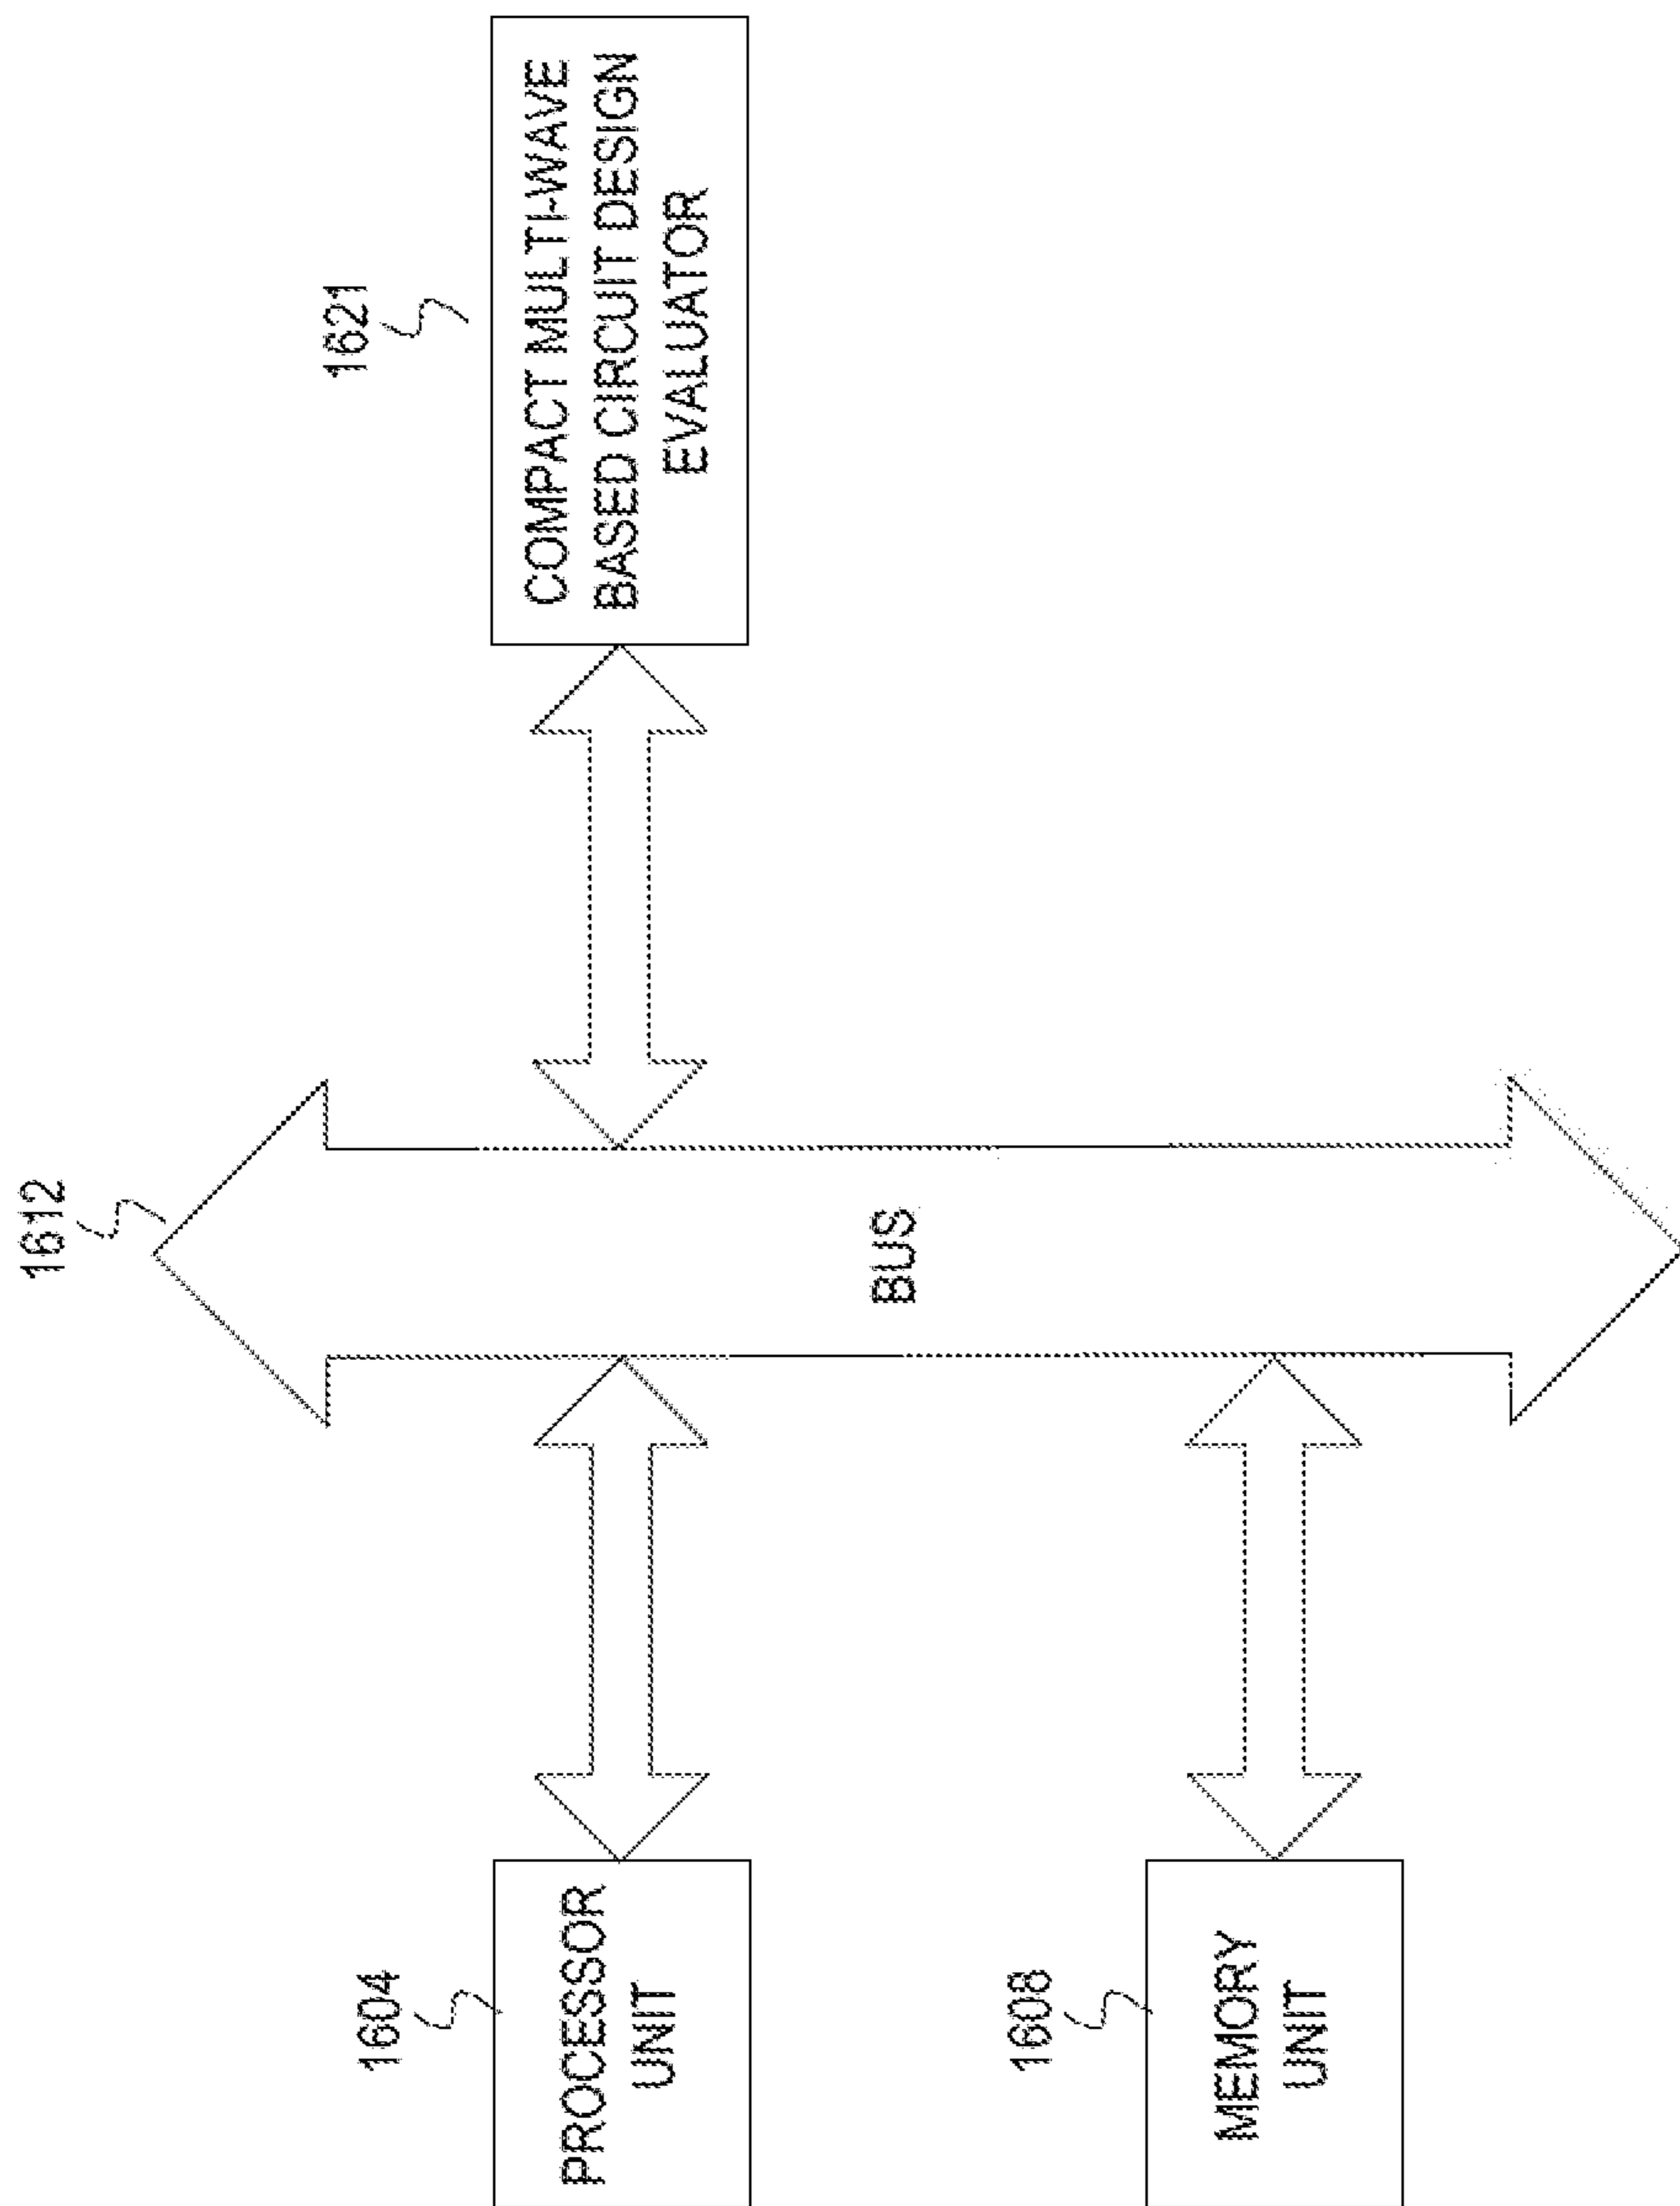 1612
1621
COMPACT MULTI-WAVE
BASED CIRCUIT DESIGN
EVALUATOR
1604
PROCESSOR
UNIT
BUS
1608
MEMORY
UNIT